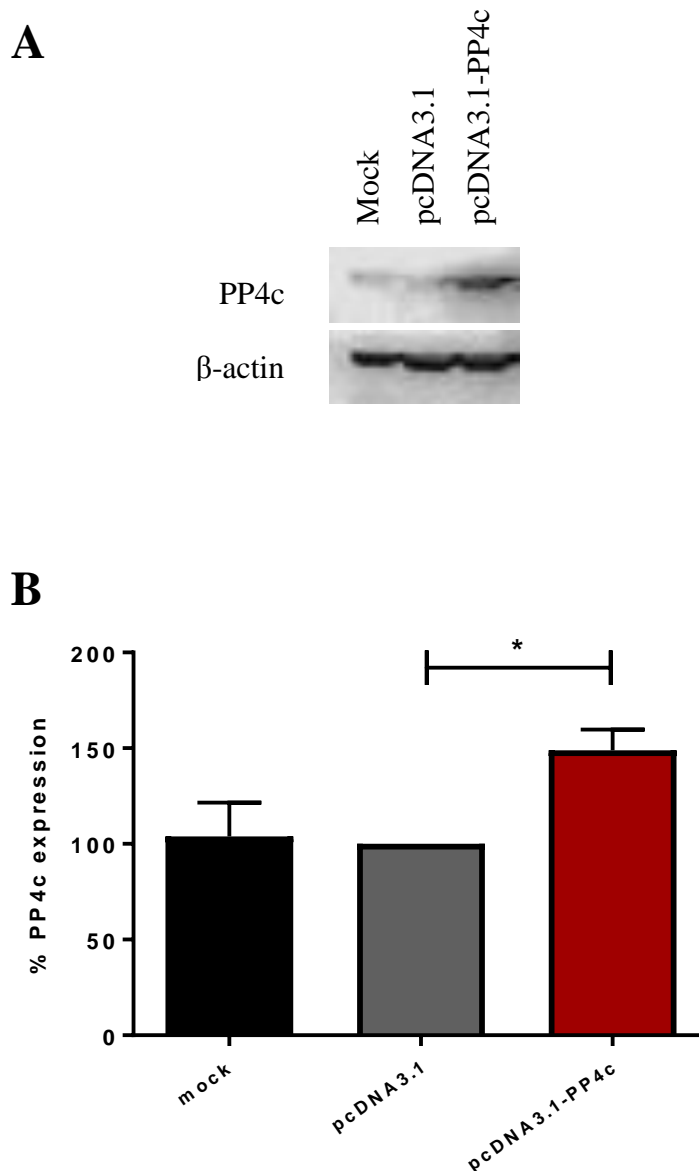 A
Mock
pcDNA3.1
pcDNA3.1-PP4c
PP4c
β-actin
B
200
150
100
50
0
% PP4c expression
*
mock
pcDNA3.1
pcDNA3.1-PP4c